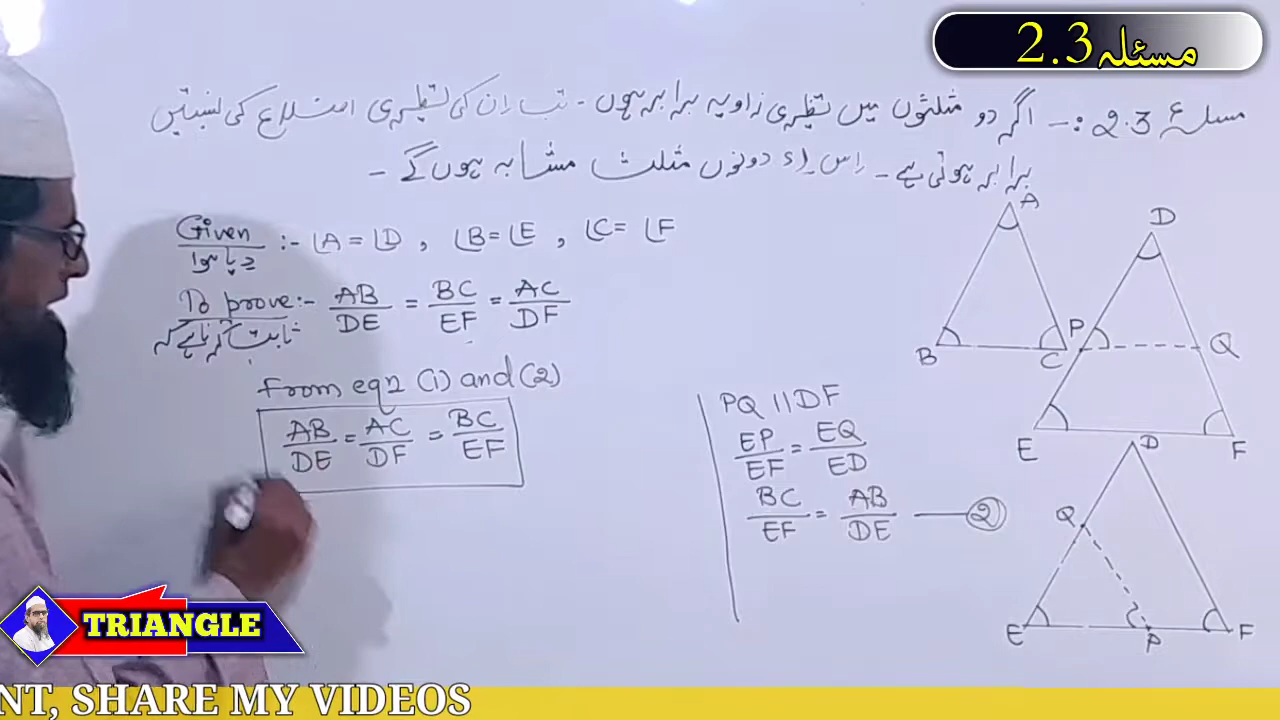 مسئلہ 2.3
مسئلہ 2.3 :- اگر دو مثلثوں میں نظیری زاویہ برابر ہوں - تب ان کی نظیری اضلاع کی نسبتیں
برابر ہوتی ہے - اس لئے دونوں مثلث مشابہ ہوں گے -
Given :- ∠A = ∠D , ∠B = ∠E , ∠C = ∠F
دیا ہوا
To prove :- AB/DE = BC/EF = AC/DF
ثابت کرنا ہے کہ
From eqn (1) and (2)
AB/DE = AC/DF = BC/EF
PQ || DF
EP/EF = EQ/ED
BC/EF = AB/DE — 2
A
B
C
D
P
Q
E
F
D
Q
E
P
F
TRIANGLE
NT, SHARE MY VIDEOS